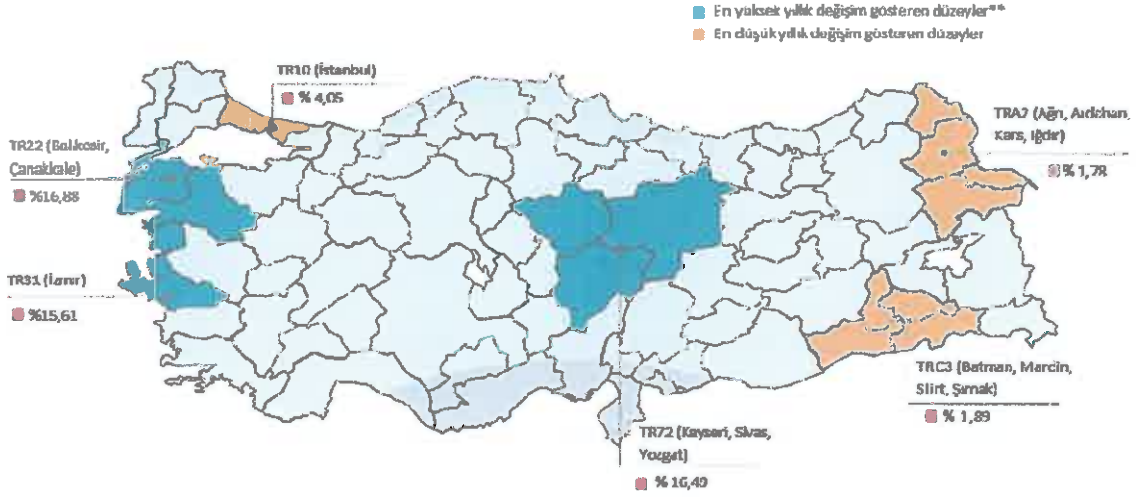 En yüksek yıllık değişim gösteren düzeyler**
En düşük yıllık değişim gösteren düzeyler
TR10 (İstanbul)
% 4,05
TRA2 (Ağrı, Ardahan,
Kars, Iğdır)
% 1,78
TR22 (Balıkesir,
Çanakkale)
%16,88
TR31 (İzmir)
%15,61
TRC3 (Batman, Mardin,
Siirt, Şırnak)
% 1,89
TR72 (Kayseri, Sivas,
Yozgat)
% 16,49